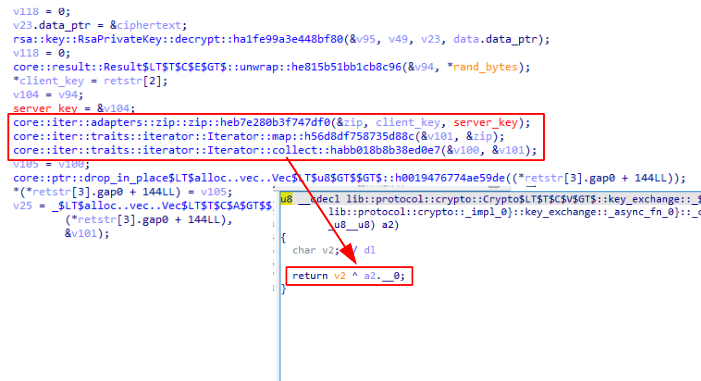 v118 = 0;
v23.data_ptr = &ciphertext;
rsa::key::RsaPrivateKey::decrypt::ha1fe99a3e448bf80(&v95, v49, v23, data.data_ptr);
v118 = 0;
core::result::Result$LT$T$C$E$GT$::unwrap::he815b51bb1cb8c96(&v94, *rand_bytes);
*client_key = retstr[2];
v104 = v94;
server_key = &v104;
core::iter::adapters::zip::zip::heb7e280b3f747df0(&zip, client_key, server_key);
core::iter::traits::iterator::Iterator::map::h56d8df758735d88c(&v101, &zip);
core::iter::traits::iterator::Iterator::collect::habb018b8b38ed0e7(&v100, &v101);
v105 = v100;
core::ptr::drop_in_place$LT$alloc..vec..Vec$LT$u8$GT$$GT$::h0019476774ae59de((*retstr[3].gap0 + 144LL));
*(*retstr[3].gap0 + 144LL) = v105;
v25 = _$LT$alloc..vec..Vec$LT$T$C$A$GT$$
(*retstr[3].gap0 + 144LL),
&v101);
u8 __cdecl lib::protocol::crypto::Crypto$LT$T$C$V$GT$::key_exchange::_$
lib::protocol::crypto::_impl_0}::key_exchange::_async_fn_0}::_c
_u8__u8) a2)
{
char v2; // dl
return v2 ^ a2.__0;
}